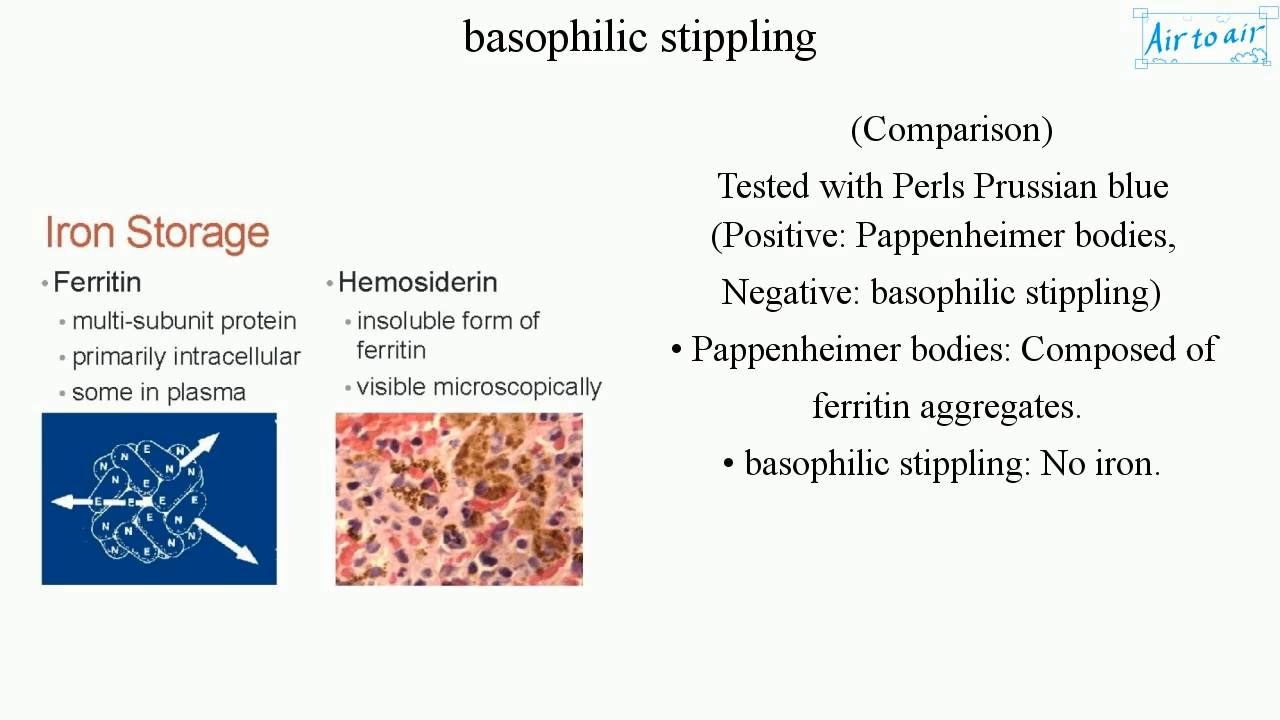 basophilic stippling
Air to air
Iron Storage
• Ferritin
• multi-subunit protein
• primarily intracellular
• some in plasma
• Hemosiderin
• insoluble form of
ferritin
• visible microscopically
N
N
E
N
N
N
E
N
E
E
E
E
E
N
N
N
E
N
N
N
E
(Comparison)
Tested with Perls Prussian blue
(Positive: Pappenheimer bodies,
Negative: basophilic stippling)
• Pappenheimer bodies: Composed of
ferritin aggregates.
• basophilic stippling: No iron.